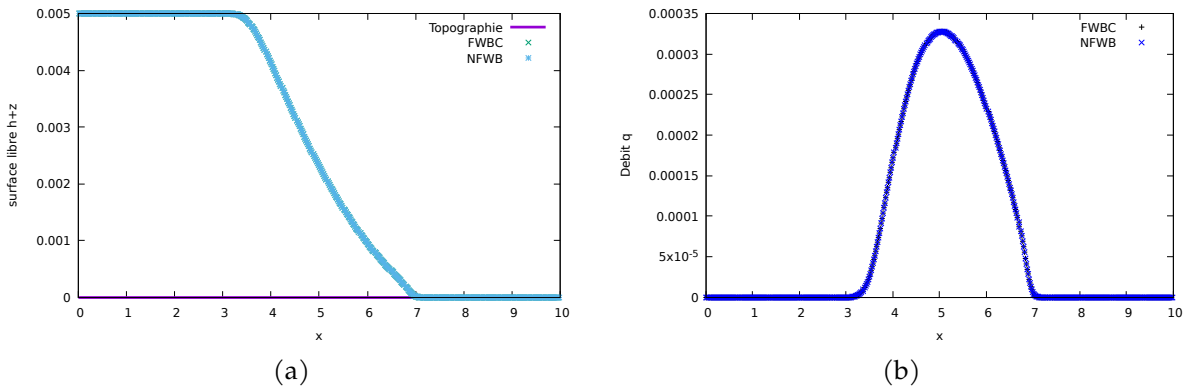 0.005
0.004
0.003
0.002
0.001
0
0 1 2 3 4 5 6 7 8 9 10
surface libre h+z
x
Topographie
FWBC
NFWB
(a)
0.00035
0.0003
0.00025
0.0002
0.00015
0.0001
5x10⁻⁵
0
0 1 2 3 4 5 6 7 8 9 10
Debit q
x
FWBC
NFWB
(b)